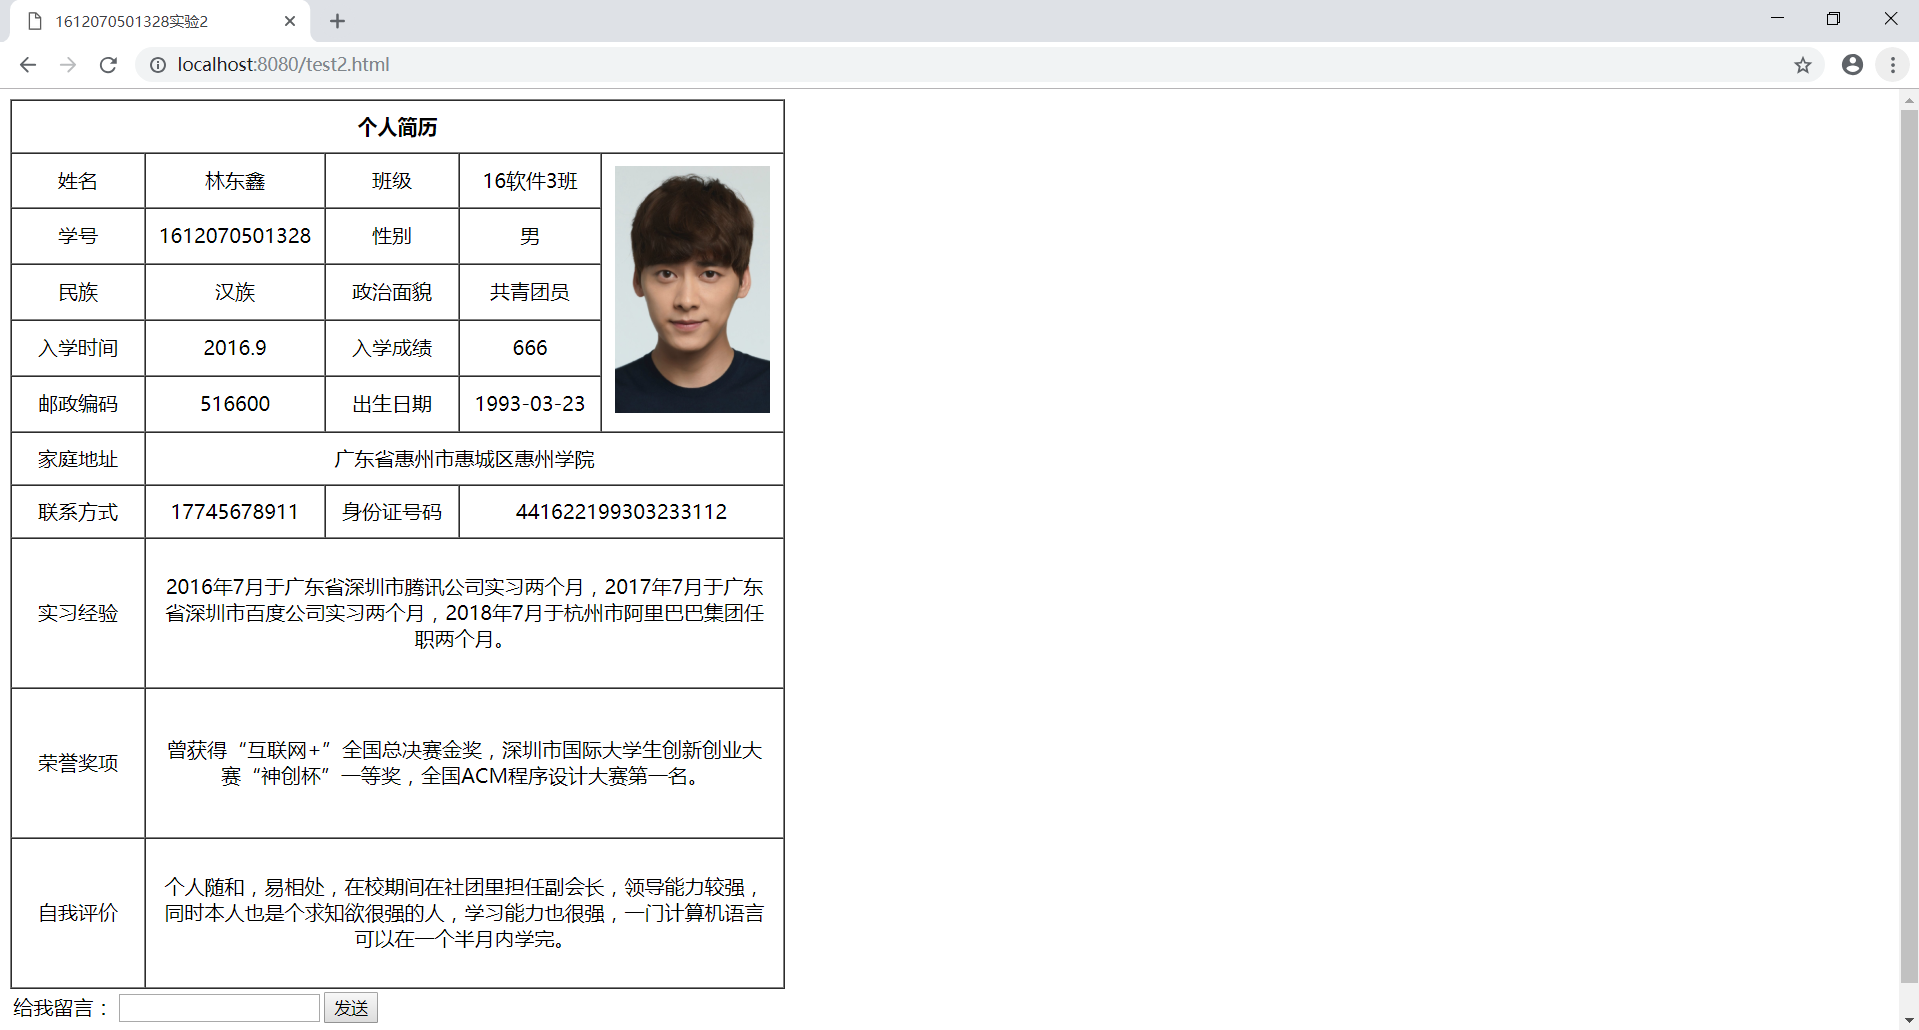 1612070501328实验2
localhost:8080/test2.html
个人简历
姓名 林东鑫 班级 16软件3班
学号 1612070501328 性别 男
民族 汉族 政治面貌 共青团员
入学时间 2016.9 入学成绩 666
邮政编码 516600 出生日期 1993-03-23
家庭地址 广东省惠州市惠城区惠州学院
联系方式 17745678911 身份证号码 441622199303233112
实习经验
2016年7月于广东省深圳市腾讯公司实习两个月，2017年7月于广东
省深圳市百度公司实习两个月，2018年7月于杭州市阿里巴巴集团任
职两个月。
荣誉奖项
曾获得“互联网+”全国总决赛金奖，深圳市国际大学生创新创业大
赛“神创杯”一等奖，全国ACM程序设计大赛第一名。
自我评价
个人随和，易相处，在校期间在社团里担任副会长，领导能力较强，
同时本人也是个求知欲很强的人，学习能力也很强，一门计算机语言
可以在一个半月内学完。
给我留言： 发送